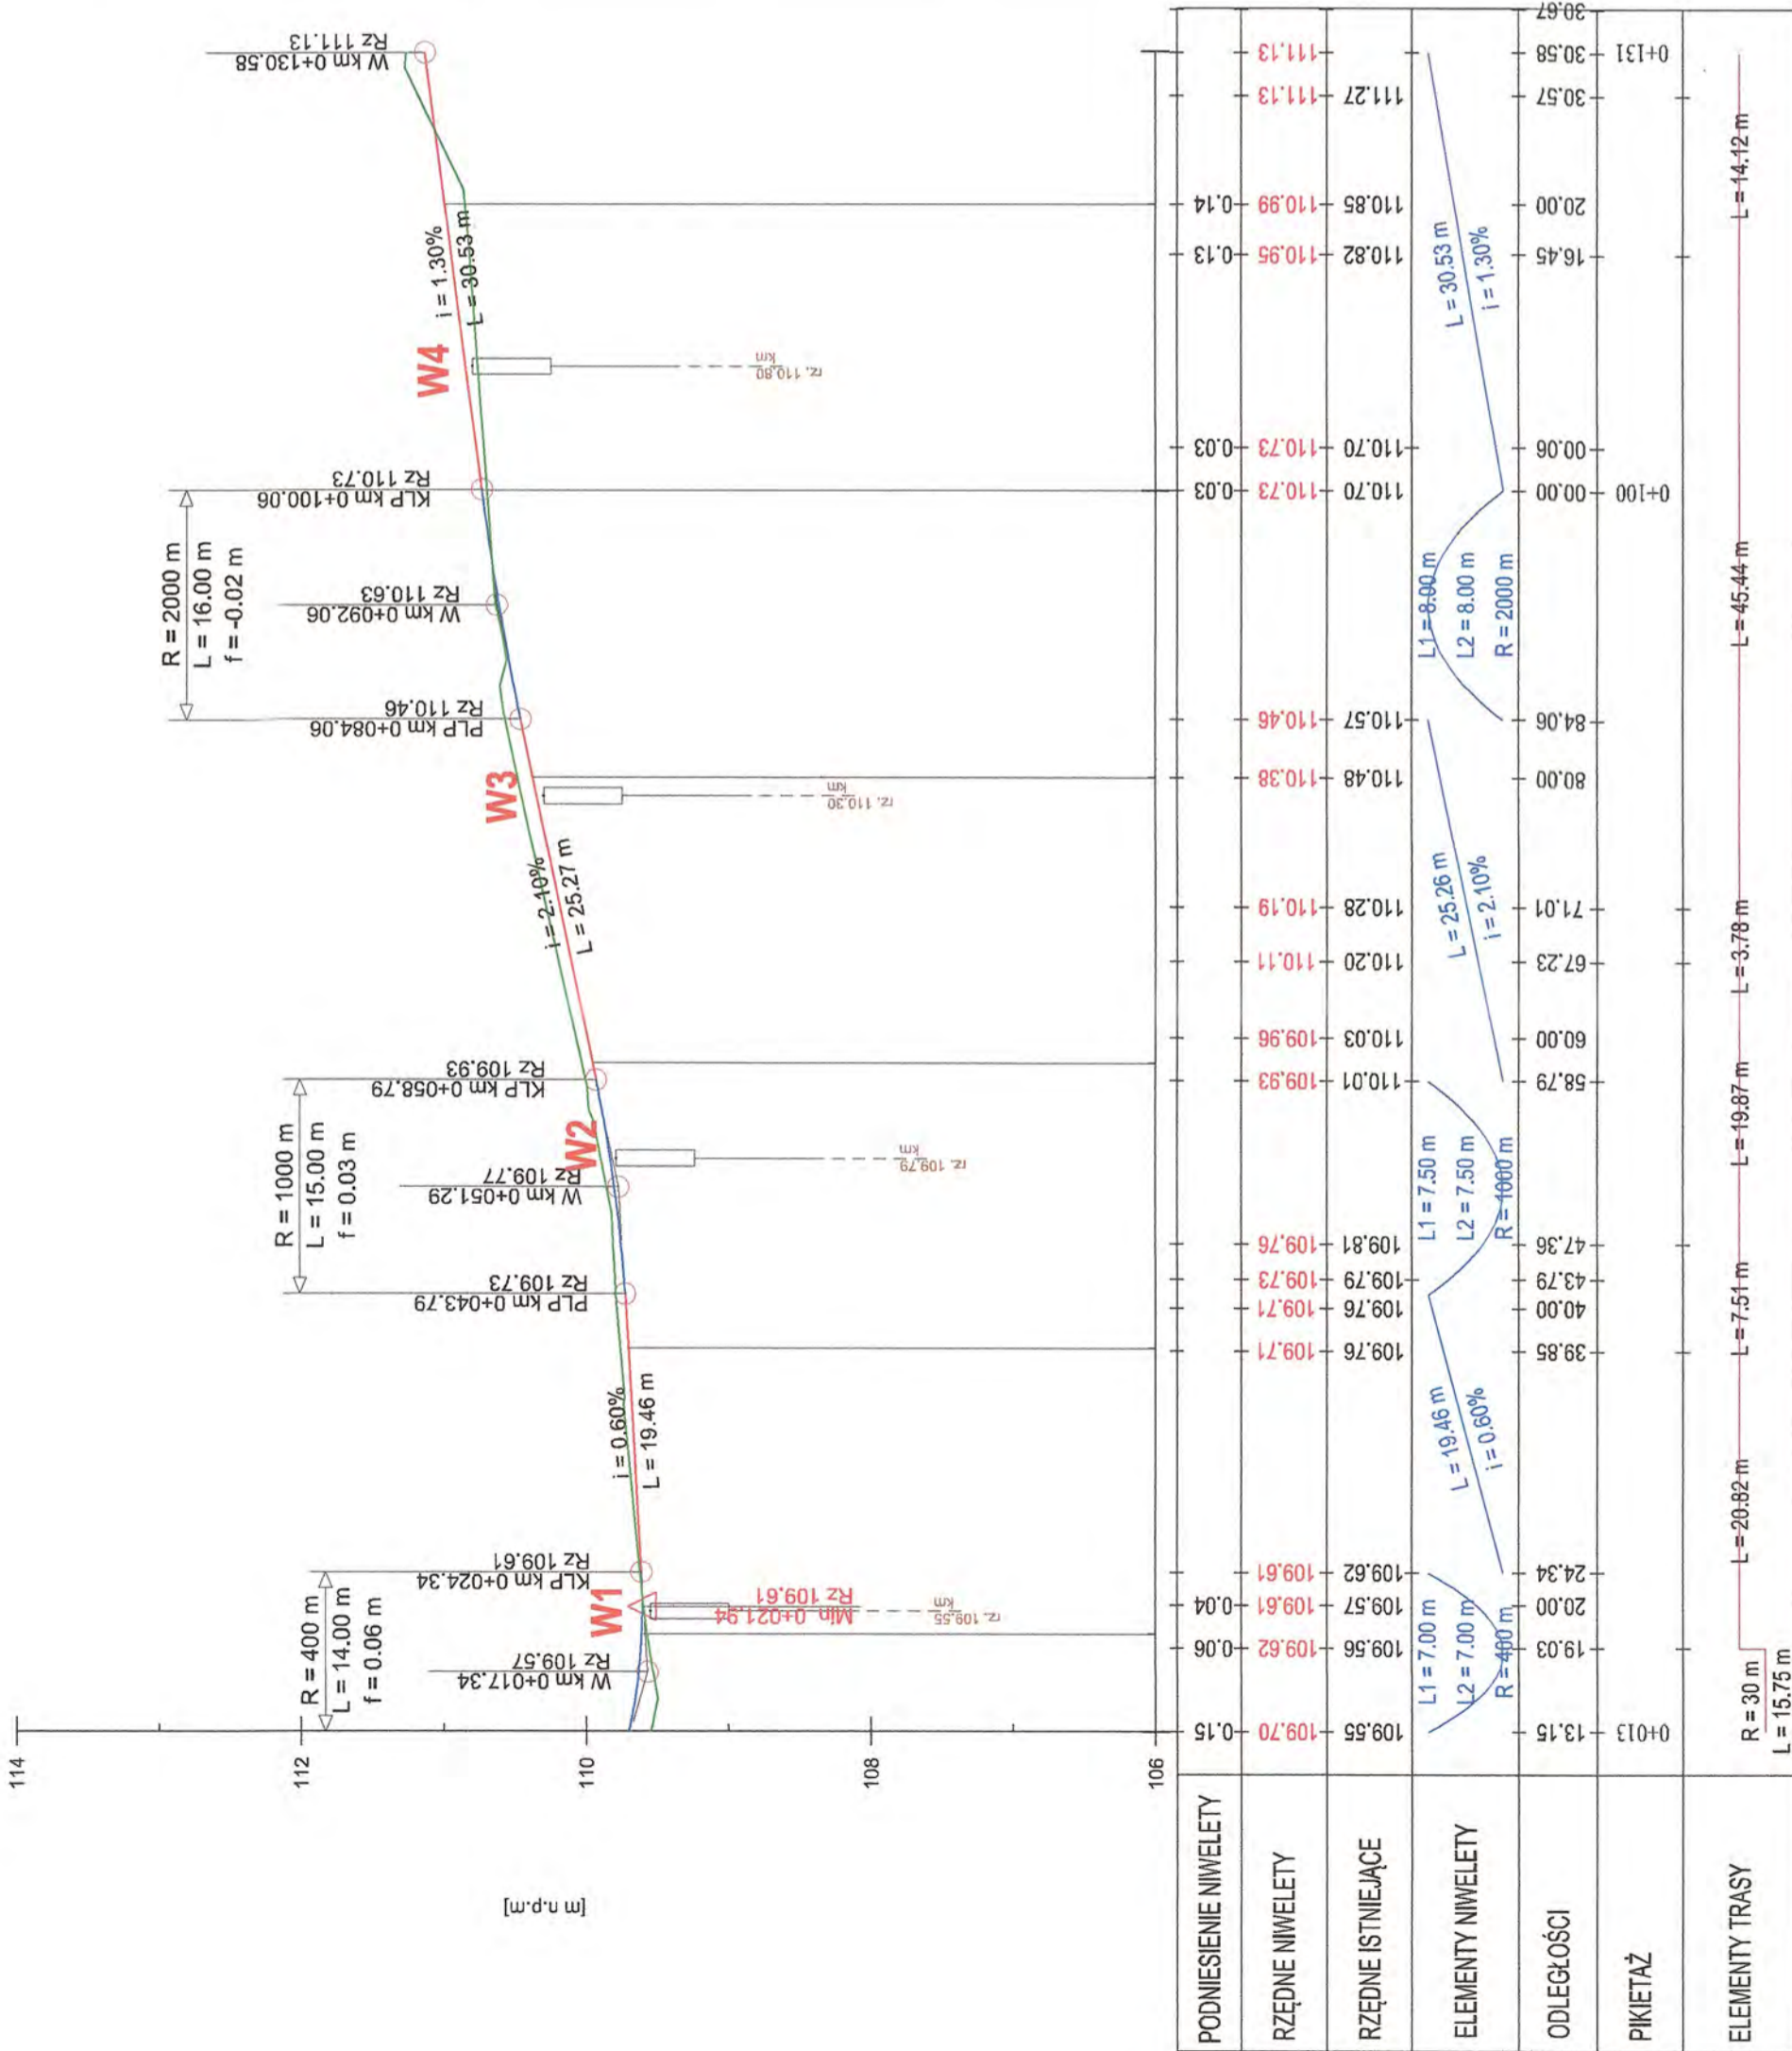 114
112
110
108
106
[m n.p.m]
R = 400 m
L = 14.00 m
f = 0.06 m
W km 0+017.34
Rz 109.57
KLP km 0+024.34
Rz 109.61
W1
Min 0+021.94
Rz 109.61
rz. 109.55
km
i = 0.60%
L = 19.46 m
R = 1000 m
L = 15.00 m
f = 0.03 m
PLP km 0+043.79
Rz 109.73
W km 0+051.29
Rz 109.77
KLP km 0+058.79
Rz 109.93
W2
rz. 109.79
km
i = 2.10%
L = 25.27 m
W3
rz. 110.30
km
R = 2000 m
L = 16.00 m
f = -0.02 m
PLP km 0+084.06
Rz 110.46
W km 0+092.06
Rz 110.63
KLP km 0+100.06
Rz 110.73
W4
rz. 110.80
km
i = 1.30%
L = 30.53 m
W km 0+130.58
Rz 111.13
PODNIESIENIE NIWELETY
0.15 0.06 0.04 0.03 0.03 0.13 0.14
RZĘDNE NIWELETY
109.70 109.62 109.61 109.61 109.71 109.71 109.73 109.76 109.93 109.96 110.11 110.19 110.38 110.46 110.73 110.73 110.95 110.99 111.13 111.13
RZĘDNE ISTNIEJĄCE
109.55 109.56 109.57 109.62 109.76 109.76 109.79 109.81 110.01 110.03 110.20 110.28 110.48 110.57 110.70 110.70 110.82 110.85 111.27
ELEMENTY NIWELETY
L1 = 7.00 m
L2 = 7.00 m
R = 400 m
L = 19.46 m
i = 0.60%
L1 = 7.50 m
L2 = 7.50 m
R = 1000 m
L = 25.26 m
i = 2.10%
L1 = 8.00 m
L2 = 8.00 m
R = 2000 m
L = 30.53 m
i = 1.30%
ODLEGŁOŚCI
13.15 19.03 20.00 24.34 39.85 40.00 43.79 47.36 58.79 60.00 67.23 71.01 80.00 84.06 00.00 00.06 16.45 20.00 30.57 30.58 30.67
PIKIETAŻ
0+013 0+100 0+131
ELEMENTY TRASY
R = 30 m
L = 15.75 m
L = 20.82 m
L = 7.51 m
L = 19.87 m
L = 3.78 m
L = 45.44 m
L = 14.12 m